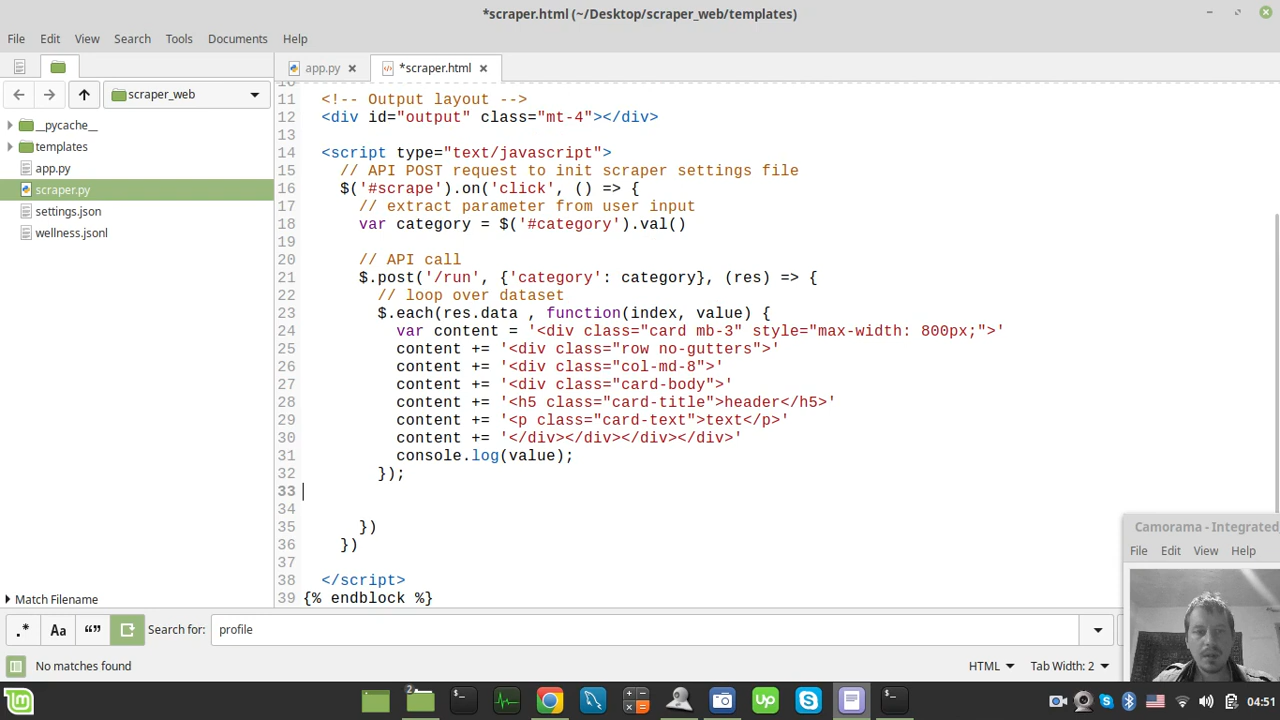 *scraper.html (~/Desktop/scraper_web/templates)
File Edit View Search Tools Documents Help
app.py *scraper.html
scraper_web
__pycache__
templates
app.py
scraper.py
settings.json
wellness.jsonl
Match Filename
10
11 <!-- Output layout -->
12 <div id="output" class="mt-4"></div>
13
14 <script type="text/javascript">
15 // API POST request to init scraper settings file
16 $('#scrape').on('click', () => {
17 // extract parameter from user input
18 var category = $('#category').val()
19
20 // API call
21 $.post('/run', {'category': category}, (res) => {
22 // loop over dataset
23 $.each(res.data , function(index, value) {
24 var content = '<div class="card mb-3" style="max-width: 800px;">'
25 content += '<div class="row no-gutters">'
26 content += '<div class="col-md-8">'
27 content += '<div class="card-body">'
28 content += '<h5 class="card-title">header</h5>'
29 content += '<p class="card-text">text</p>'
30 content += '</div></div></div></div>'
31 console.log(value);
32 });
33
34
35 })
36 })
37
38 </script>
39 {% endblock %}
Camorama - Integrated
File Edit View Help
.* Aa “” Search for: profile
No matches found
HTML Tab Width: 2
04:51